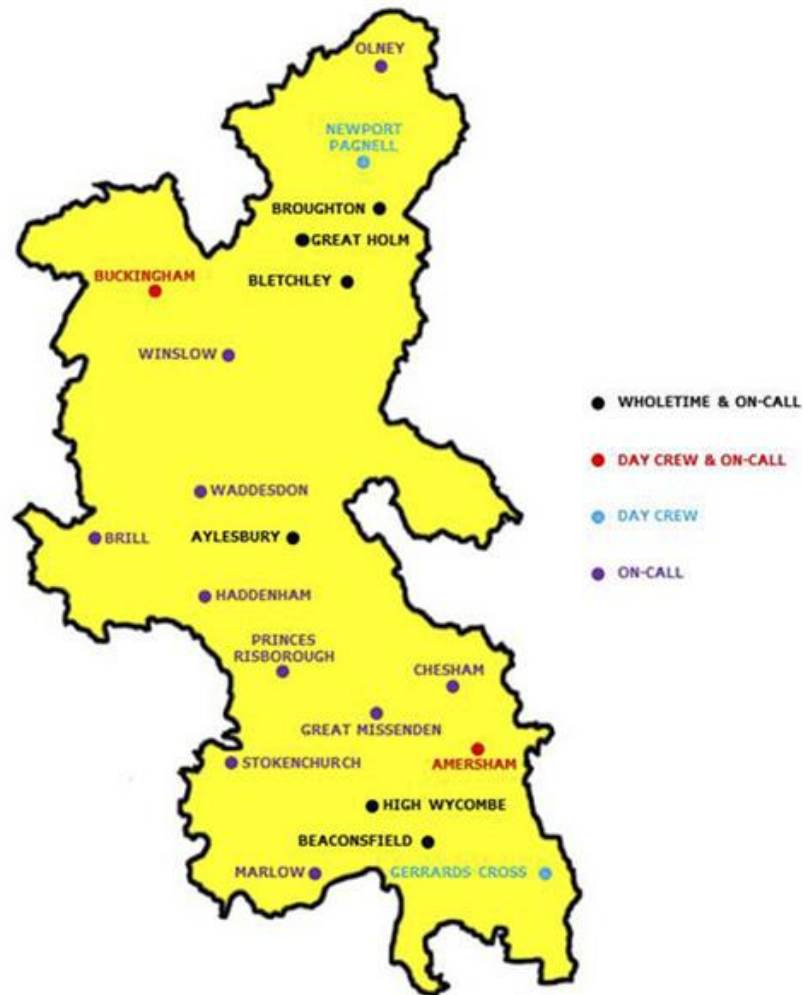 OLNEY
NEWPORT
PAGNELL
BROUGHTON
GREAT HOLM
BUCKINGHAM
BLETCHLEY
WINSLOW
WHOLETIME & ON-CALL
DAY CREW & ON-CALL
WADDESDON
DAY CREW
BRILL
AYLESBURY
ON-CALL
HADDENHAM
PRINCES
RISBOROUGH
CHESHAM
GREAT MISSENDEN
STOKENCHURCH
AMERSHAM
HIGH WYCOMBE
BEACONSFIELD
MARLOW
GERRARDS CROSS